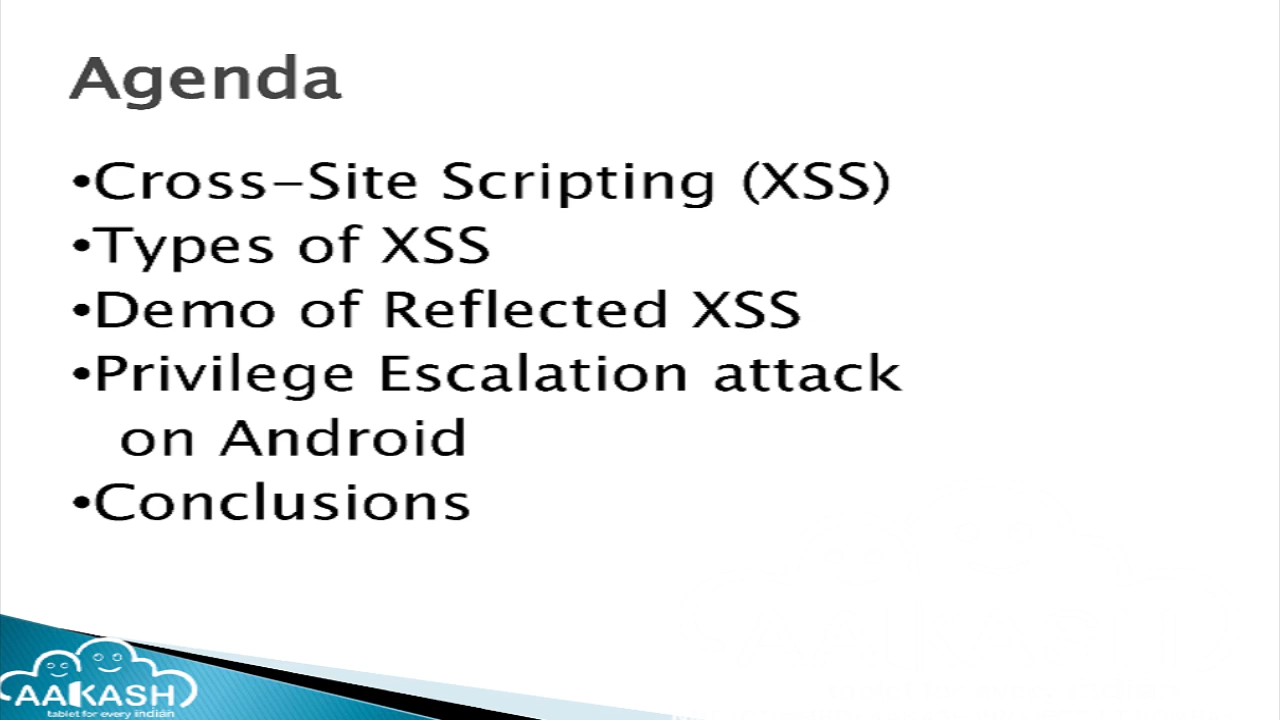 Agenda
•Cross-Site Scripting (XSS)
•Types of XSS
•Demo of Reflected XSS
•Privilege Escalation attack
on Android
•Conclusions
AAKASH
tablet for every indian